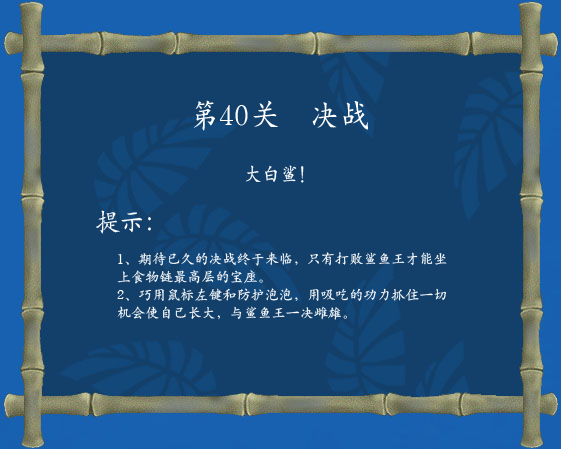 第40关 决战
大白鲨!
提示:
1、期待已久的决战终于来临，只有打败鲨鱼王才能坐
上食物链最高层的宝座。
2、巧用鼠标左键和防护泡泡，用吸吃的功力抓住一切
机会使自己长大，与鲨鱼王一决雌雄。